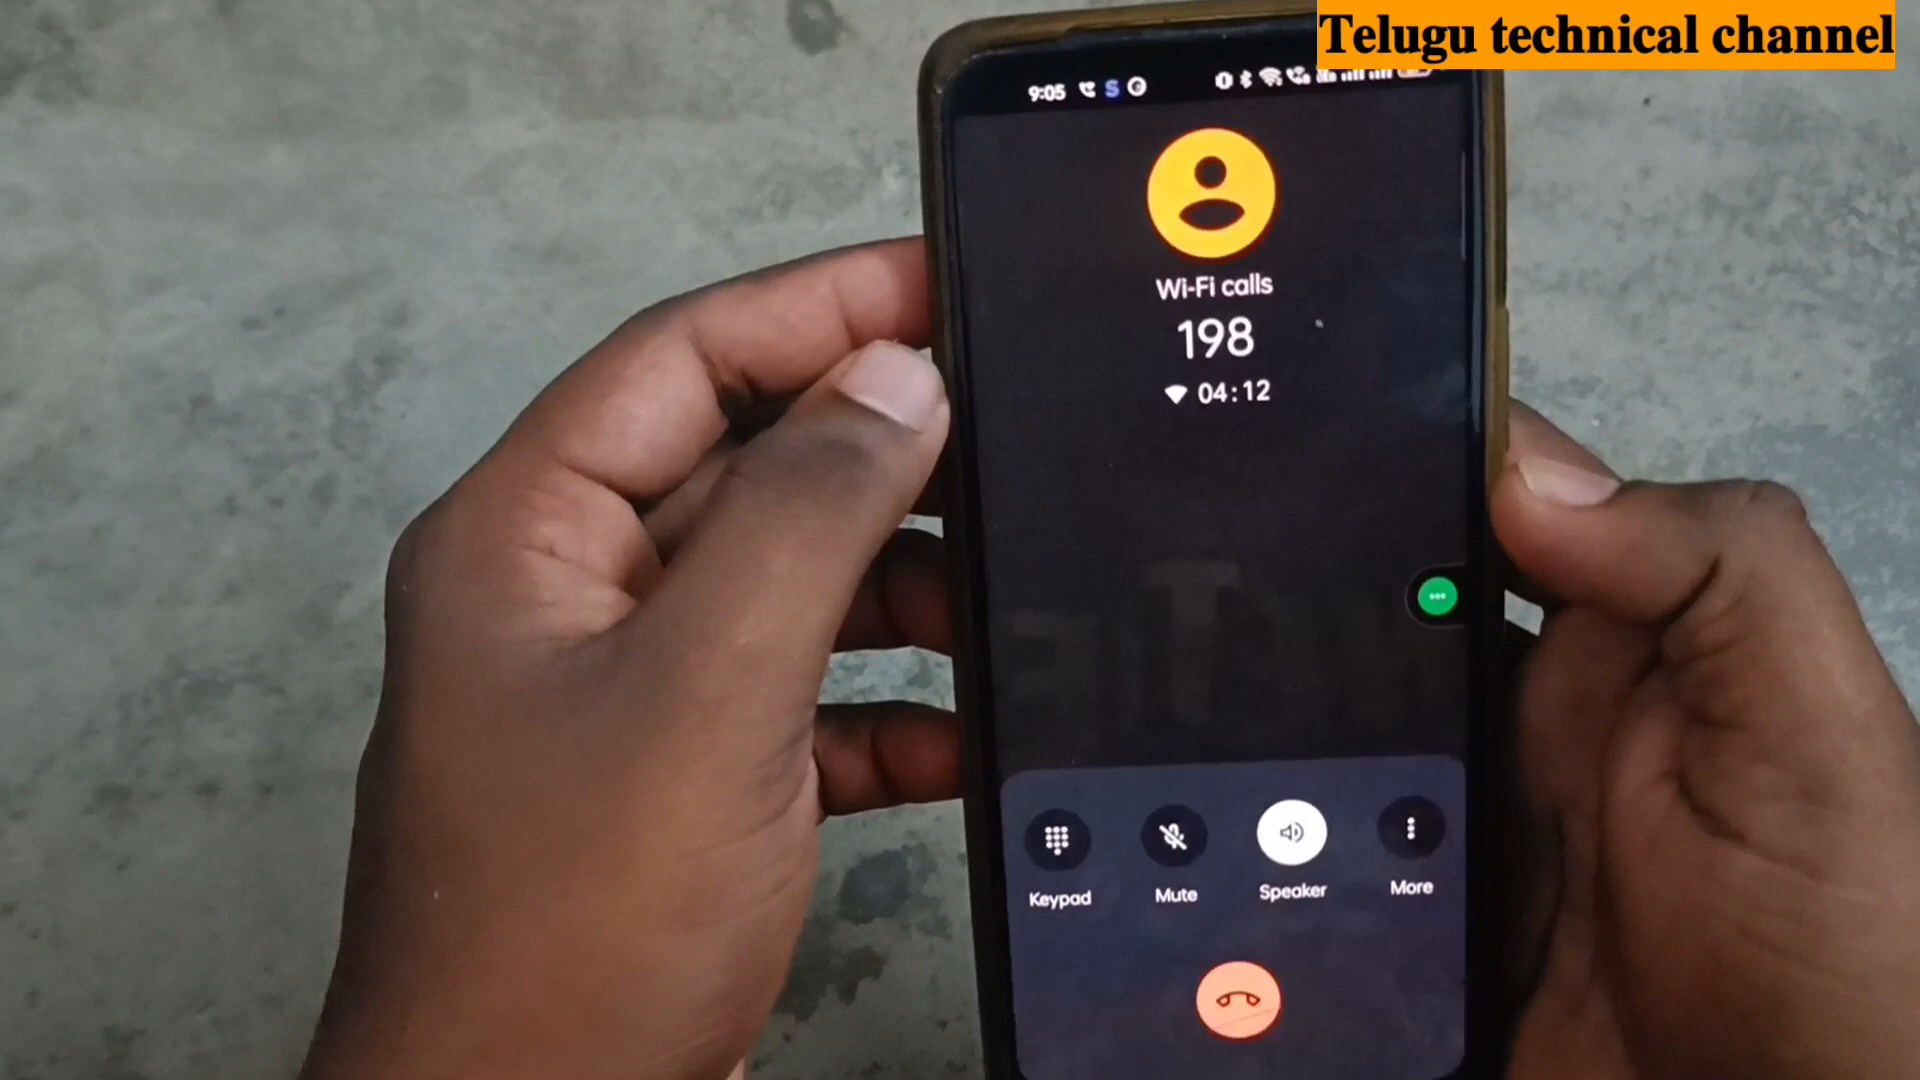 Telugu technical channel
9:05
Wi-Fi calls
198
04:12
Keypad
Mute
Speaker
More